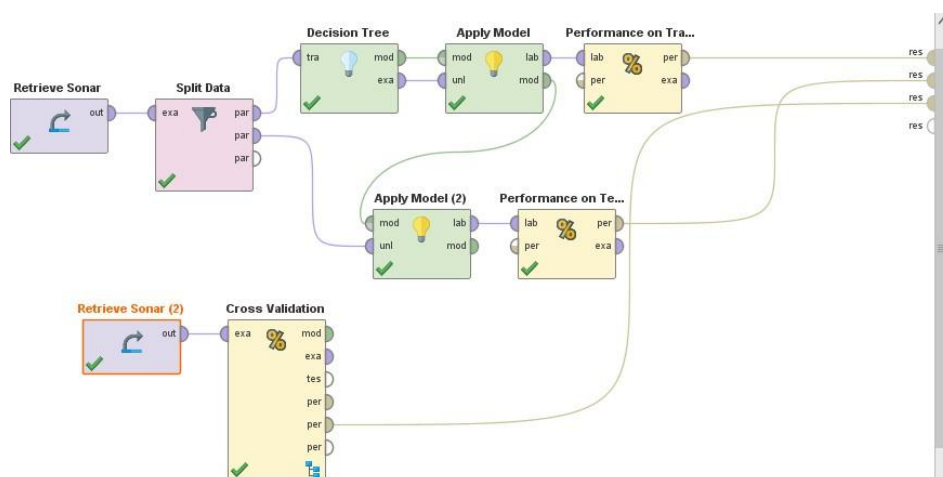 Decision Tree
Apply Model
Performance on Tra...
tra
mod
exa
mod
unl
lab
mod
lab
per
per
exa
res
res
res
res
Retrieve Sonar
out
Split Data
exa
par
par
par
Apply Model (2)
Performance on Te...
mod
unl
lab
mod
lab
per
per
exa
Retrieve Sonar (2)
out
Cross Validation
exa
mod
exa
tes
per
per
per